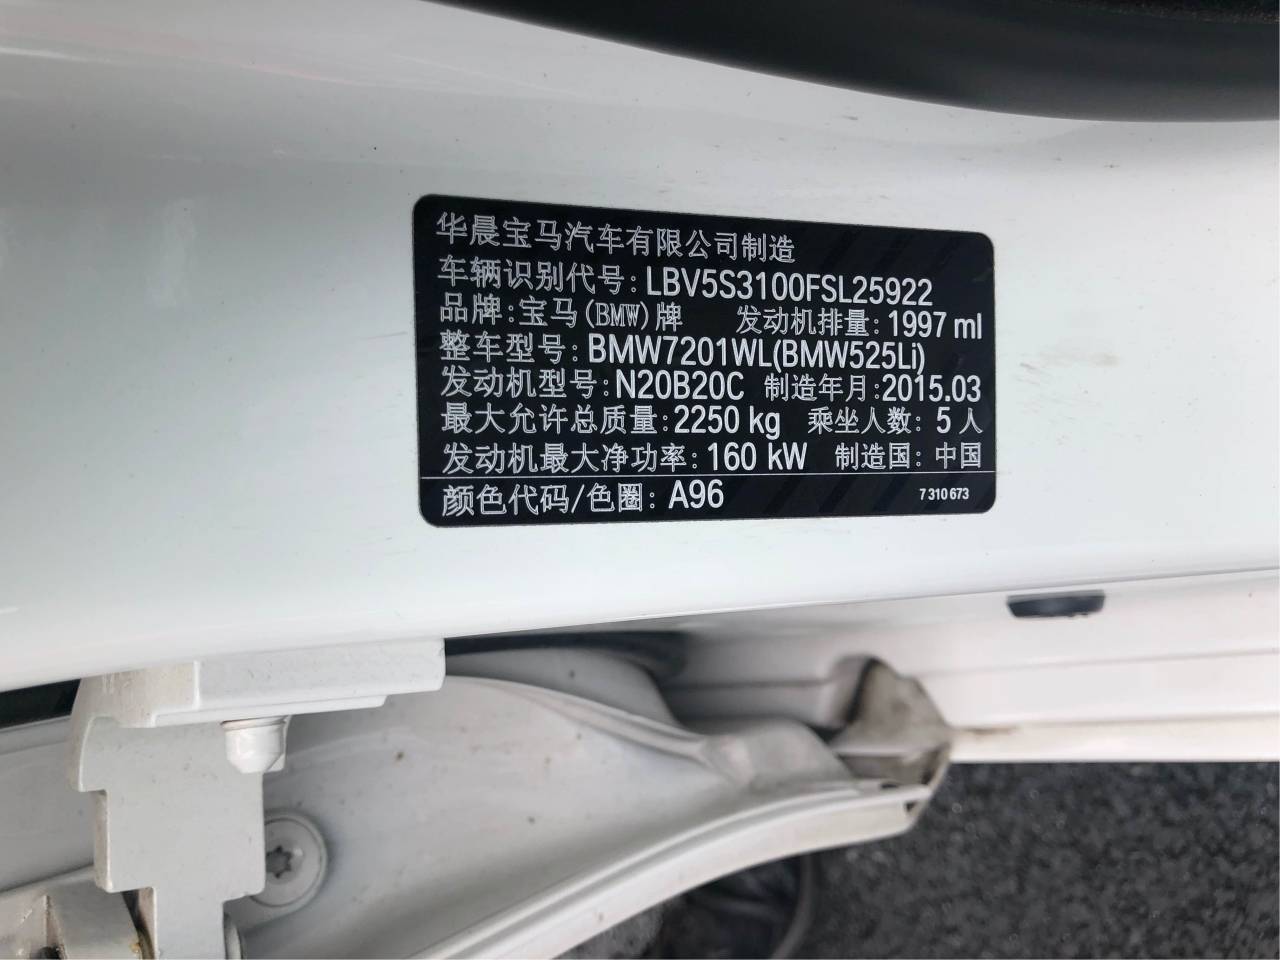 华晨宝马汽车有限公司制造
车辆识别代号：LBV5S3100FSL25922
品牌：宝马(BMW)牌 发动机排量：1997 ml
整车型号：BMW7201WL(BMW525Li)
发动机型号：N20B20C 制造年月：2015.03
最大允许总质量：2250 kg 乘坐人数：5 人
发动机最大净功率：160 kW 制造国：中国
颜色代码/色圈：A96 7 310 673